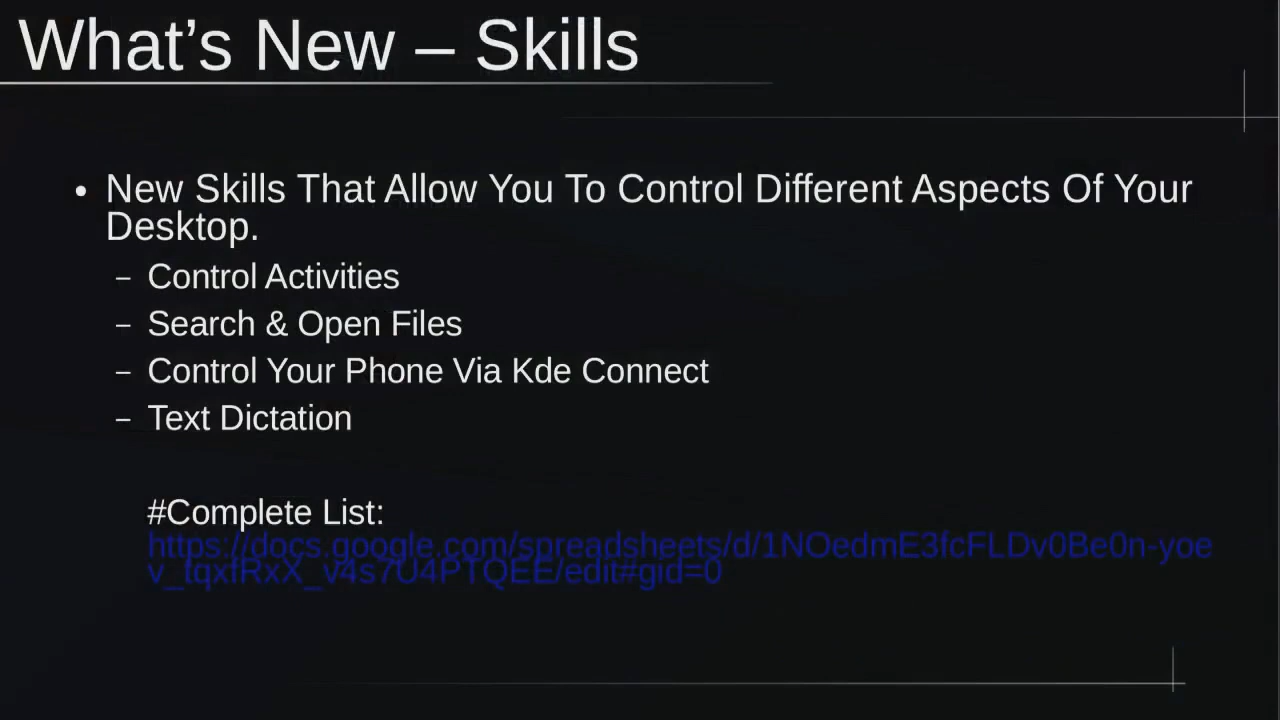 What's New – Skills
• New Skills That Allow You To Control Different Aspects Of Your
Desktop.
– Control Activities
– Search & Open Files
– Control Your Phone Via Kde Connect
– Text Dictation
#Complete List:
https://docs.google.com/spreadsheets/d/1NOedmE3fcFLDv0Be0n-yoe
v_tqxfRxX_v4s7U4PTQEE/edit#gid=0